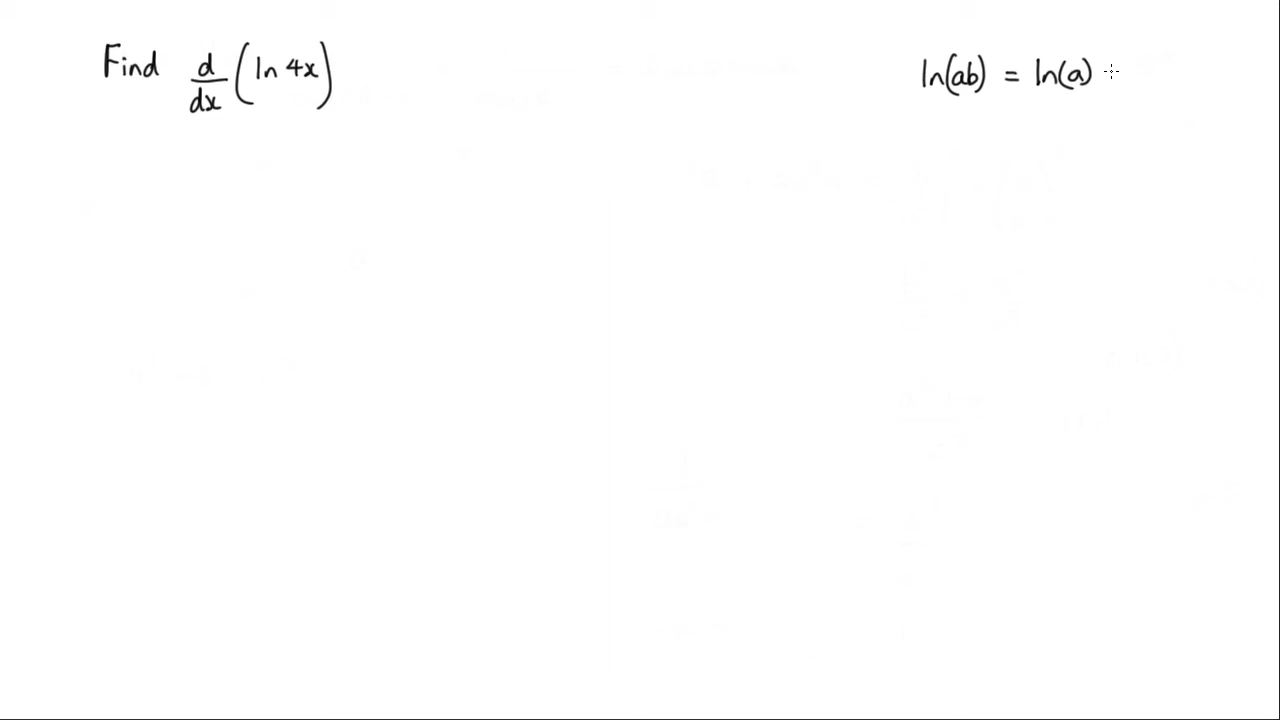 Find d/dx (ln 4x)
ln(ab) = ln(a) +